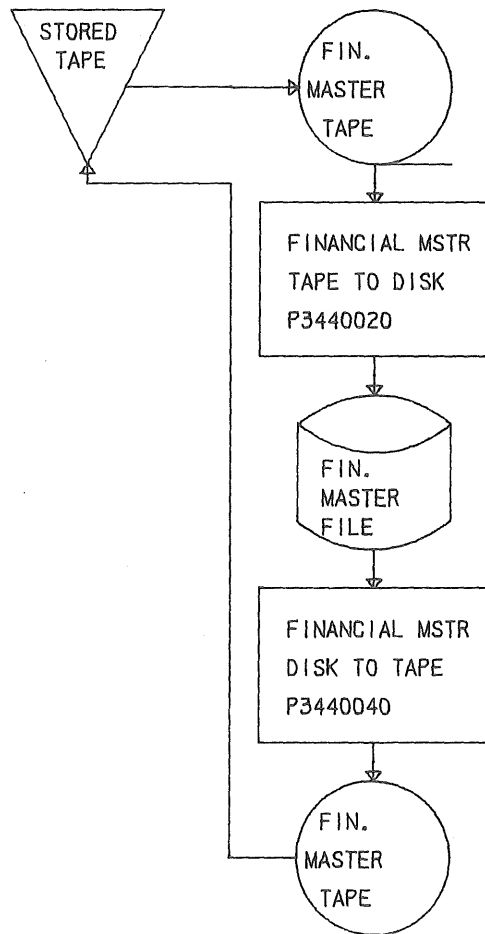 STORED
TAPE
FIN.
MASTER
TAPE
FINANCIAL MSTR
TAPE TO DISK
P3440020
FIN.
MASTER
FILE
FINANCIAL MSTR
DISK TO TAPE
P3440040
FIN.
MASTER
TAPE